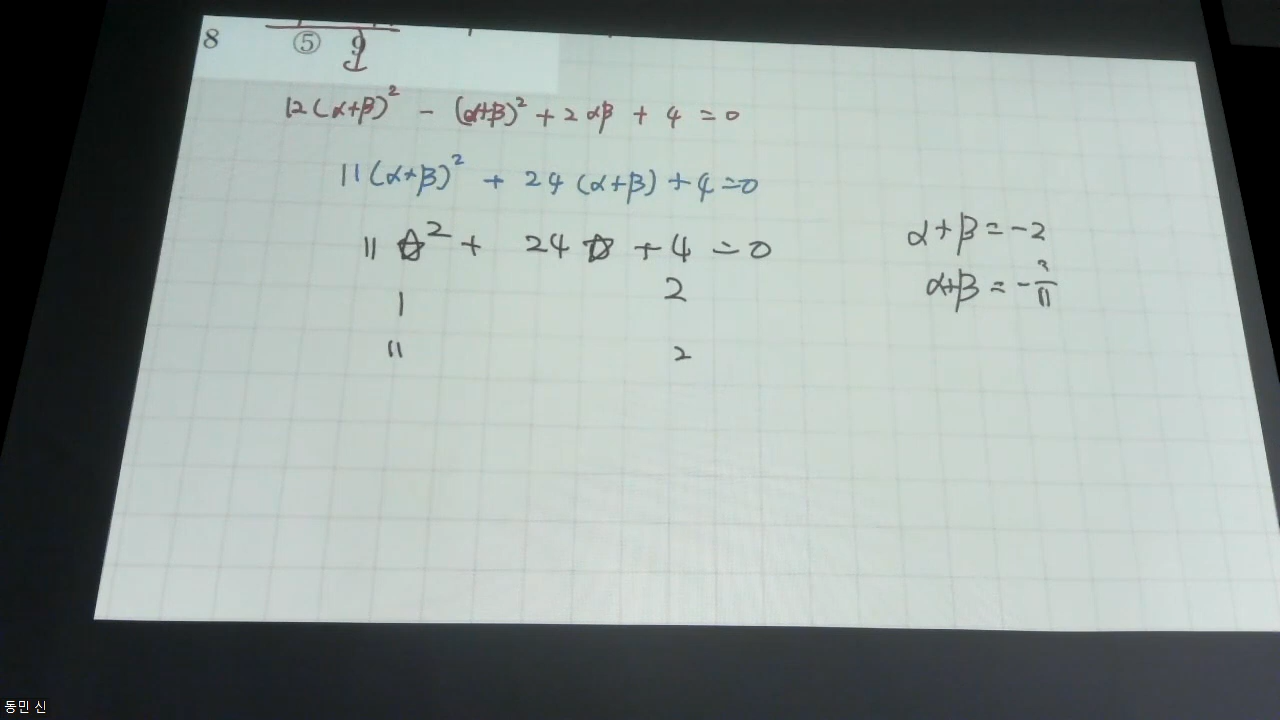 8
⑤ 9
12(α+β)² - (α+β)² + 2αβ + 4 = 0
11(α+β)² + 24(α+β) + 4 = 0
11 ☆² + 24 ☆ + 4 = 0
1 2
11 2
α+β = -2
α+β = -2/11
동민 신